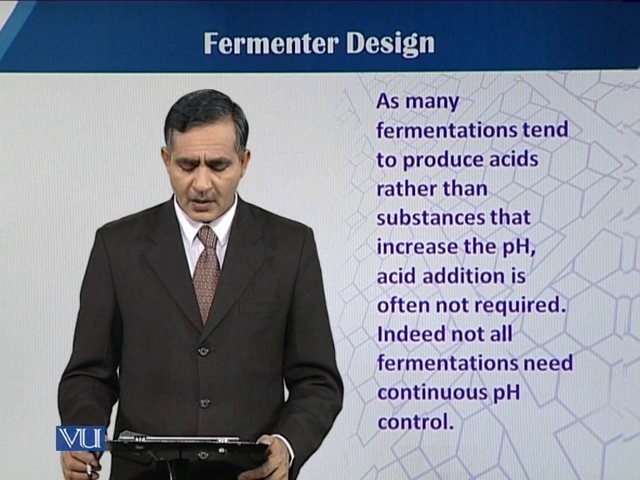 Fermenter Design
As many
fermentations tend
to produce acids
rather than
substances that
increase the pH,
acid addition is
often not required.
Indeed not all
fermentations need
continuous pH
control.
VU